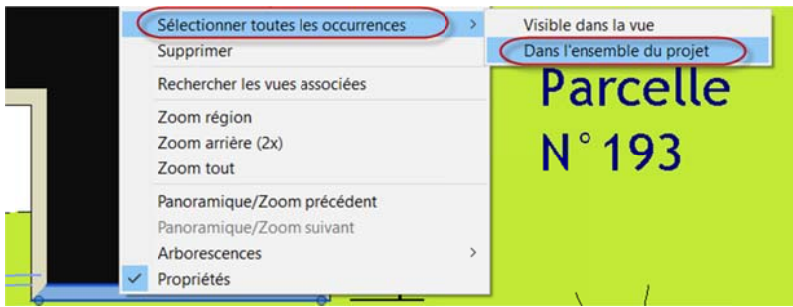 Sélectionner toutes les occurrences
Supprimer
Rechercher les vues associées
Zoom région
Zoom arrière (2x)
Zoom tout
Panoramique/Zoom précédent
Panoramique/Zoom suivant
Arborescences
Propriétés
Visible dans la vue
Dans l'ensemble du projet
Parcelle
N°193